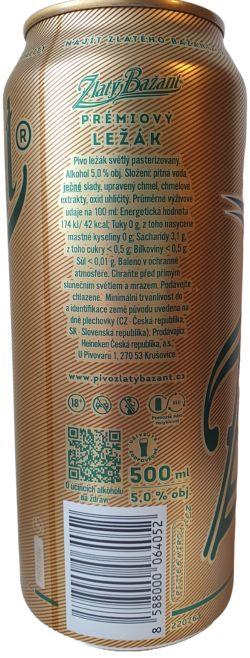 NAJÍT ZLATÉHO
Zlatý Bažant
®
PRÉMIOVÝ
LEŽÁK
Pivo ležák světlý pasterizovaný.
Alkohol 5,0 % obj. Složení: pitná voda,
ječné slady, upravený chmel, chmelové
extrakty, oxid uhličitý. Průměrné výživové
údaje na 100 ml: Energetická hodnota
174 kJ/ 42 kcal; Tuky 0 g, z toho nasycené
mastné kyseliny 0 g; Sacharidy 3,1 g,
z toho cukry < 0,5 g; Bílkoviny < 0,5 g;
Sůl < 0,01 g. Baleno v ochranné
atmosféře. Chraňte před přímým
slunečním světlem a mrazem. Podávejte
chlazené. Minimální trvanlivost do
a identifikace země původu uvedena na
dně plechovky (CZ - Česká republika,
SK - Slovenská republika). Prodávající:
Heineken Česká republika, a.s.,
U Pivovaru 1, 270 53 Krušovice.
www.pivozlatybazant.cz
18+
O účincích alkoholu
na zdraví
500 ml
5,0 % obj
8 588000 064052